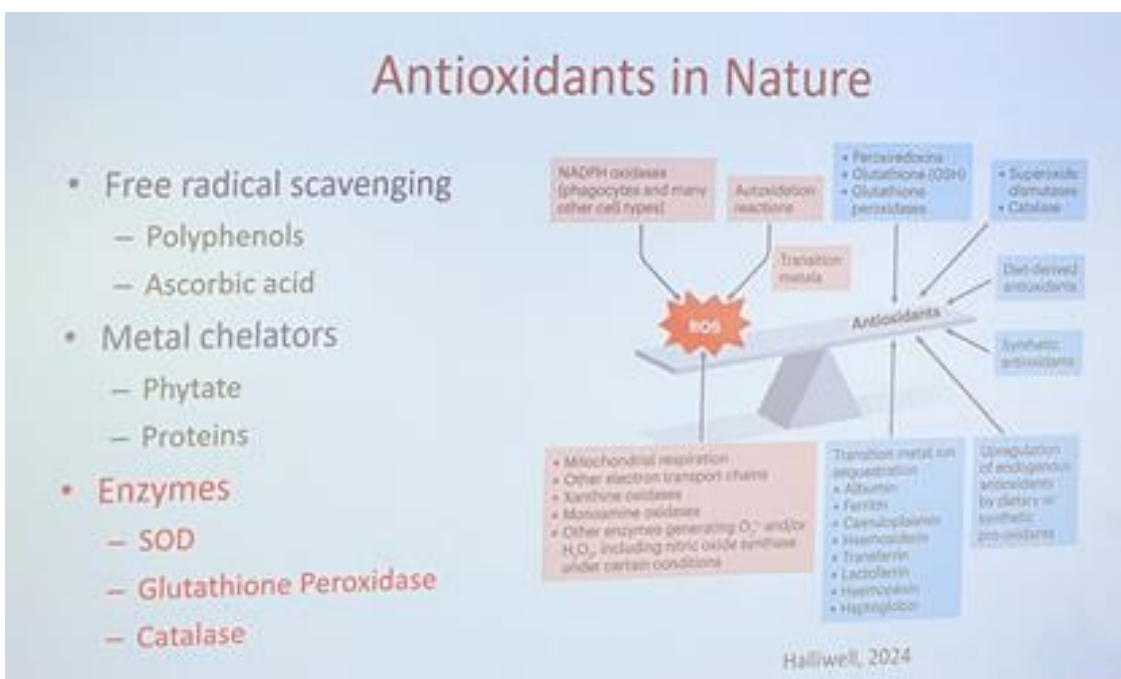 Antioxidants in Nature
• Free radical scavenging
– Polyphenols
– Ascorbic acid
• Metal chelators
– Phytate
– Proteins
• Enzymes
– SOD
– Glutathione Peroxidase
– Catalase
NADPH oxidases
(phagocytes and many
other cell types)
Autoxidation
reactions
Transition
metals
• Peroxiredoxins
• Glutathione (GSH)
• Glutathione
peroxidases
• Superoxide
dismutases
• Catalase
Diet-derived
antioxidants
Synthetic
antioxidants
ROS
Antioxidants
• Mitochondrial respiration
• Other electron transport chains
• Xanthine oxidases
• Monoamine oxidases
• Other enzymes generating O₂•⁻ and/or
H₂O₂, including nitric oxide synthase
under certain conditions
Transition metal ion
sequestration
• Albumin
• Ferritin
• Caeruloplasmin
• Haemosiderin
• Transferrin
• Lactoferrin
• Haemopexin
• Haptoglobin
Upregulation
of endogenous
antioxidants
by dietary or
synthetic
pro-oxidants
Halliwell, 2024